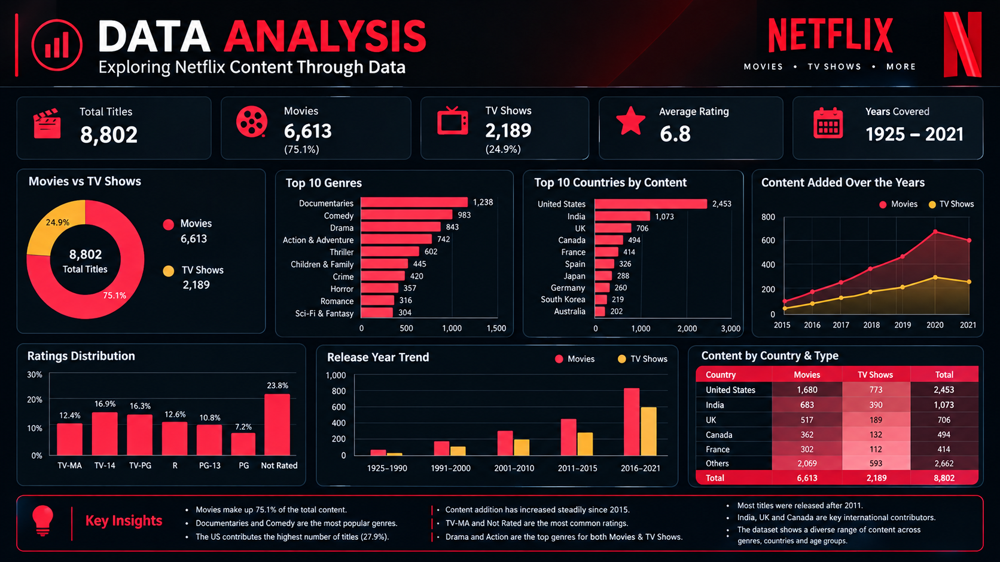 DATA ANALYSIS
Exploring Netflix Content Through Data
NETFLIX
MOVIES • TV SHOWS • MORE
N
Total Titles
8,802
Movies
6,613
(75.1%)
TV Shows
2,189
(24.9%)
Average Rating
6.8
Years Covered
1925 – 2021
Movies vs TV Shows
24.9%
8,802
Total Titles
75.1%
Movies
6,613
TV Shows
2,189
Top 10 Genres
Documentaries 1,238
Comedy 983
Drama 843
Action & Adventure 742
Thriller 602
Children & Family 445
Crime 420
Horror 357
Romance 316
Sci-Fi & Fantasy 304
0 500 1,000 1,500
Top 10 Countries by Content
United States 2,453
India 1,073
UK 706
Canada 494
France 414
Spain 326
Japan 288
Germany 260
South Korea 219
Australia 202
0 1,000 2,000 3,000
Content Added Over the Years
Movies TV Shows
800
600
400
200
0
2015 2016 2017 2018 2019 2020 2021
Ratings Distribution
30%
20%
10%
0%
12.4% 16.9% 16.3% 12.6% 10.8% 7.2% 23.8%
TV-MA TV-14 TV-PG R PG-13 PG Not Rated
Release Year Trend
Movies TV Shows
1,000
800
600
400
200
0
1925–1990 1991–2000 2001–2010 2011–2015 2016–2021
Content by Country & Type
Country Movies TV Shows Total
United States 1,680 773 2,453
India 683 390 1,073
UK 517 189 706
Canada 362 132 494
France 302 112 414
Others 2,069 593 2,662
Total 6,613 2,189 8,802
Key Insights
• Movies make up 75.1% of the total content.
• Documentaries and Comedy are the most popular genres.
• The US contributes the highest number of titles (27.9%).
• Content addition has increased steadily since 2015.
• TV-MA and Not Rated are the most common ratings.
• Drama and Action are the top genres for both Movies & TV Shows.
• Most titles were released after 2011.
• India, UK and Canada are key international contributors.
• The dataset shows a diverse range of content across
• genres, countries and age groups.